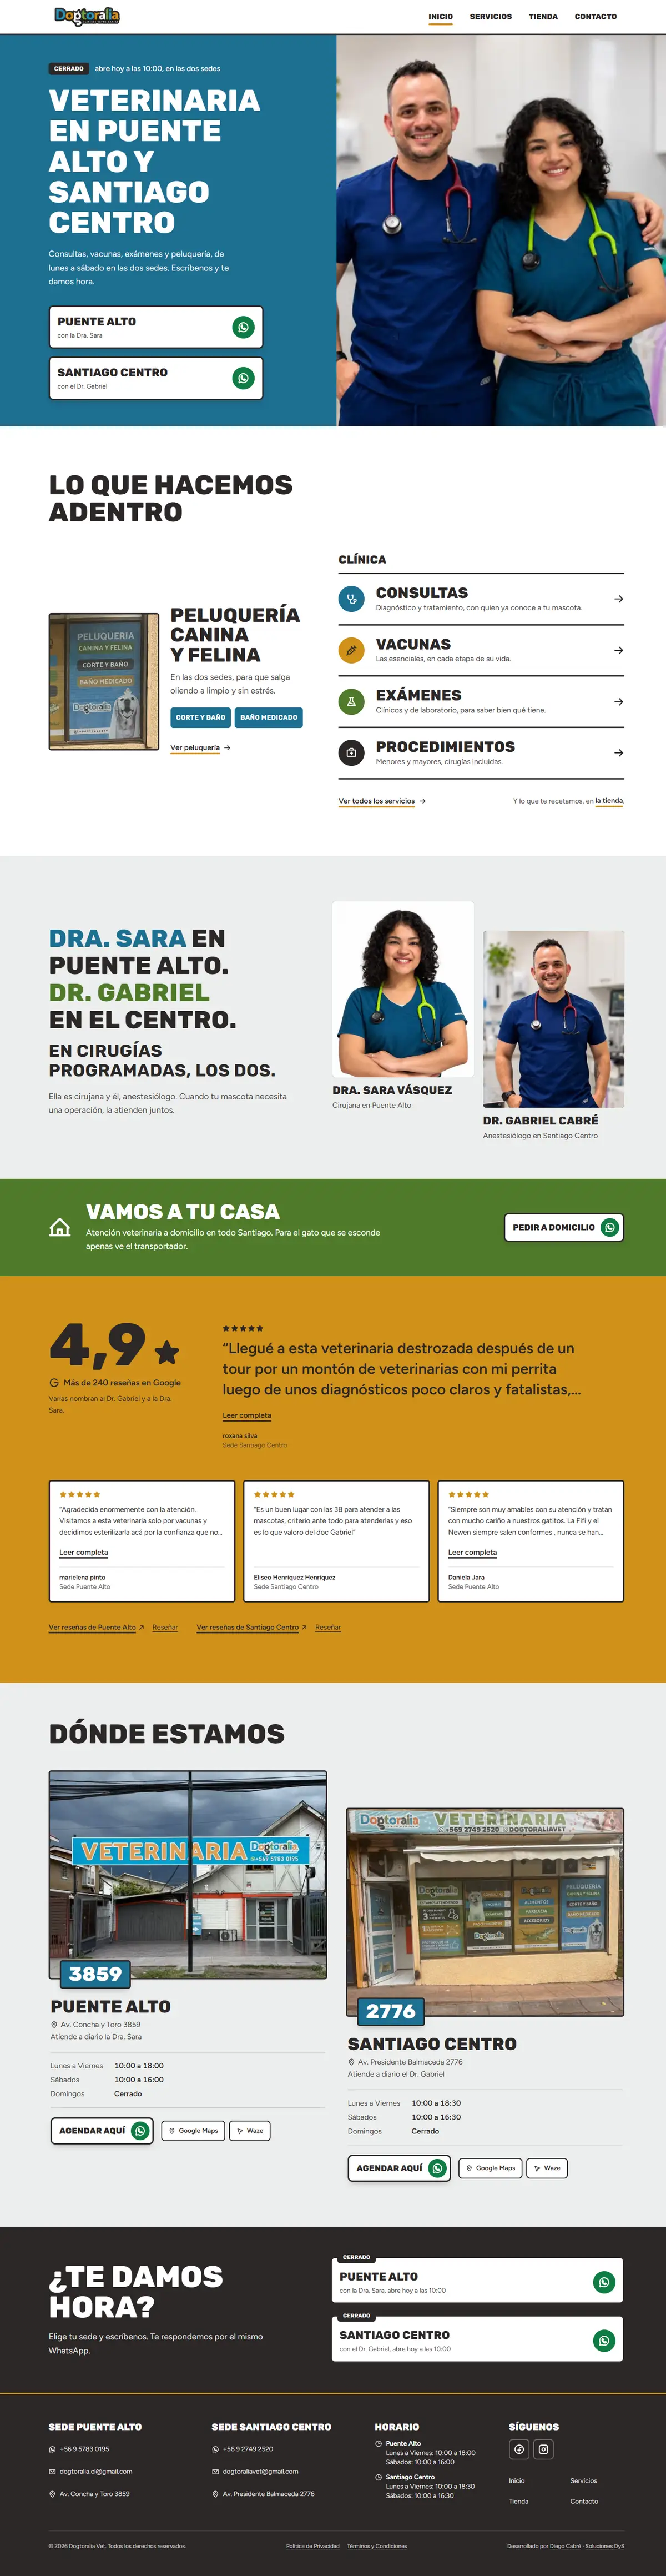 Dogtoralia
INICIO
SERVICIOS
TIENDA
CONTACTO
CERRADO
abre hoy a las 10:00, en las dos sedes
VETERINARIA
EN PUENTE
ALTO Y
SANTIAGO
CENTRO
Consultas, vacunas, exámenes y peluquería, de
lunes a sábado en las dos sedes. Escríbenos y te
damos hora.
PUENTE ALTO
con la Dra. Sara
SANTIAGO CENTRO
con el Dr. Gabriel
LO QUE HACEMOS
ADENTRO
PELUQUERIA
CANINA Y FELINA
CORTE Y BAÑO
BAÑO MEDICADO
Dogtoralia
PELUQUERÍA
CANINA
Y FELINA
En las dos sedes, para que salga
oliendo a limpio y sin estrés.
CORTE Y BAÑO
BAÑO MEDICADO
Ver peluquería →
CLÍNICA
CONSULTAS
Diagnóstico y tratamiento, con quien ya conoce a tu mascota.
VACUNAS
Las esenciales, en cada etapa de su vida.
EXÁMENES
Clínicos y de laboratorio, para saber bien qué tiene.
PROCEDIMIENTOS
Menores y mayores, cirugías incluidas.
Ver todos los servicios →
Y lo que te recetamos, en la tienda.
DRA. SARA EN
PUENTE ALTO.
DR. GABRIEL
EN EL CENTRO.
EN CIRUGÍAS
PROGRAMADAS, LOS DOS.
Ella es cirujana y él, anestesiólogo. Cuando tu mascota necesita
una operación, la atienden juntos.
DRA. SARA VÁSQUEZ
Cirujana en Puente Alto
DR. GABRIEL CABRÉ
Anestesiólogo en Santiago Centro
VAMOS A TU CASA
Atención veterinaria a domicilio en todo Santiago. Para el gato que se esconde
apenas ve el transportador.
PEDIR A DOMICILIO
4,9
Más de 240 reseñas en Google
Varias nombran al Dr. Gabriel y a la Dra.
Sara.
“Llegué a esta veterinaria destrozada después de un
tour por un montón de veterinarias con mi perrita
luego de unos diagnósticos poco claros y fatalistas,...
Leer completa
roxana silva
Sede Santiago Centro
“Agradecida enormemente con la atención.
Visitamos a esta veterinaria solo por vacunas y
decidimos esterilizarla acá por la confianza que no...
Leer completa
marielena pinto
Sede Puente Alto
“Es un buen lugar con las 3B para atender a las
mascotas, criterio ante todo para atenderlas y eso
es lo que valoro del doc Gabriel”
Eliseo Henriquez Henriquez
Sede Santiago Centro
“Siempre son muy amables con su atención y tratan
con mucho cariño a nuestros gatitos. La Fifi y el
Newen siempre salen conformes , nunca se han...
Leer completa
Daniela Jara
Sede Puente Alto
Ver reseñas de Puente Alto ↗
Reseñar
Ver reseñas de Santiago Centro ↗
Reseñar
DÓNDE ESTAMOS
VETERINARIA
Dogtoralia
+569 5783 0195
3859
PUENTE ALTO
Av. Concha y Toro 3859
Atiende a diario la Dra. Sara
Lunes a Viernes 10:00 a 18:00
Sábados 10:00 a 16:00
Domingos Cerrado
AGENDAR AQUÍ
Google Maps
Waze
Dogtoralia
VETERINARIA
+569 2749 2520
DOGTORALIAVET
Dogtoralia
ALIMENTOS
FARMACIA
ACCESORIOS
PELUQUERIA
2776
SANTIAGO CENTRO
Av. Presidente Balmaceda 2776
Atiende a diario el Dr. Gabriel
Lunes a Viernes 10:00 a 18:30
Sábados 10:00 a 16:30
Domingos Cerrado
AGENDAR AQUÍ
Google Maps
Waze
¿TE DAMOS
HORA?
Elige tu sede y escríbenos. Te respondemos por el mismo
WhatsApp.
CERRADO
PUENTE ALTO
con la Dra. Sara, abre hoy a las 10:00
CERRADO
SANTIAGO CENTRO
con el Dr. Gabriel, abre hoy a las 10:00
SEDE PUENTE ALTO
+56 9 5783 0195
dogtoralia.cl@gmail.com
Av. Concha y Toro 3859
SEDE SANTIAGO CENTRO
+56 9 2749 2520
dogtoraliavet@gmail.com
Av. Presidente Balmaceda 2776
HORARIO
Puente Alto
Lunes a Viernes: 10:00 a 18:00
Sábados: 10:00 a 16:00
Santiago Centro
Lunes a Viernes: 10:00 a 18:30
Sábados: 10:00 a 16:30
SÍGUENOS
Inicio
Servicios
Tienda
Contacto
© 2026 Dogtoralia Vet. Todos los derechos reservados.
Política de Privacidad
Términos y Condiciones
Desarrollado por Diego Cabré · Soluciones DyS